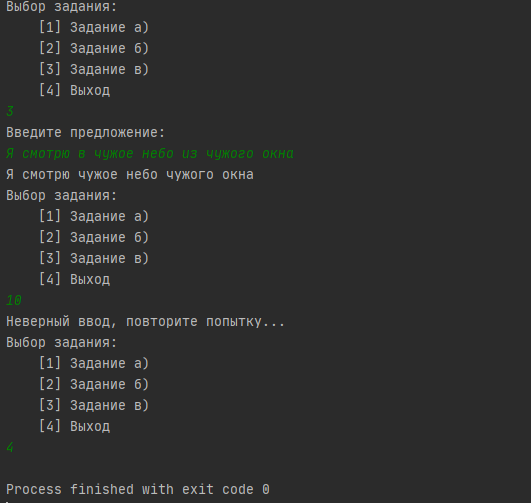 Выбор задания:
[1] Задание а)
[2] Задание б)
[3] Задание в)
[4] Выход
3
Введите предложение:
Я смотрю в чужое небо из чужого окна
Я смотрю чужое небо чужого окна
Выбор задания:
[1] Задание а)
[2] Задание б)
[3] Задание в)
[4] Выход
10
Неверный ввод, повторите попытку...
Выбор задания:
[1] Задание а)
[2] Задание б)
[3] Задание в)
[4] Выход
4
Process finished with exit code 0